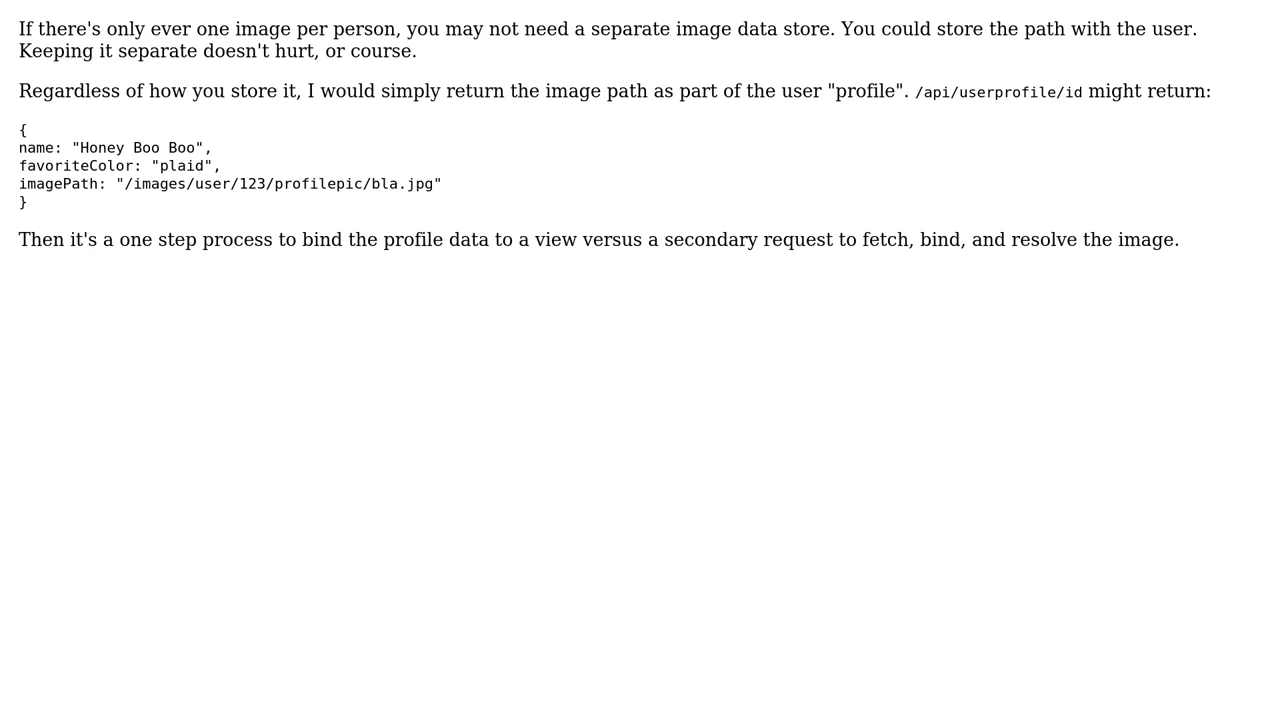 If there's only ever one image per person, you may not need a separate image data store. You could store the path with the user.
Keeping it separate doesn't hurt, or course.
Regardless of how you store it, I would simply return the image path as part of the user "profile". /api/userprofile/id might return:
{
name: "Honey Boo Boo",
favoriteColor: "plaid",
imagePath: "/images/user/123/profilepic/bla.jpg"
}
Then it's a one step process to bind the profile data to a view versus a secondary request to fetch, bind, and resolve the image.